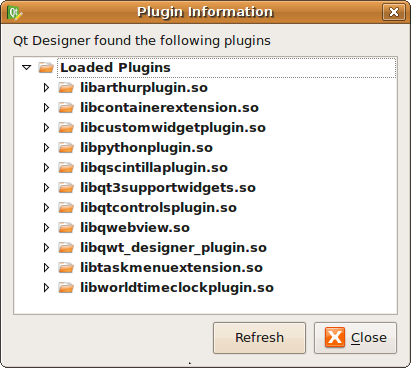 Plugin Information
Qt Designer found the following plugins
Loaded Plugins
libarthurplugin.so
libcontainerextension.so
libcustomwidgetplugin.so
libpythonplugin.so
libqscintillaplugin.so
libqt3supportwidgets.so
libqtcontrolsplugin.so
libqwebview.so
libqwt_designer_plugin.so
libtaskmenuextension.so
libworldtimeclockplugin.so
Refresh
Close